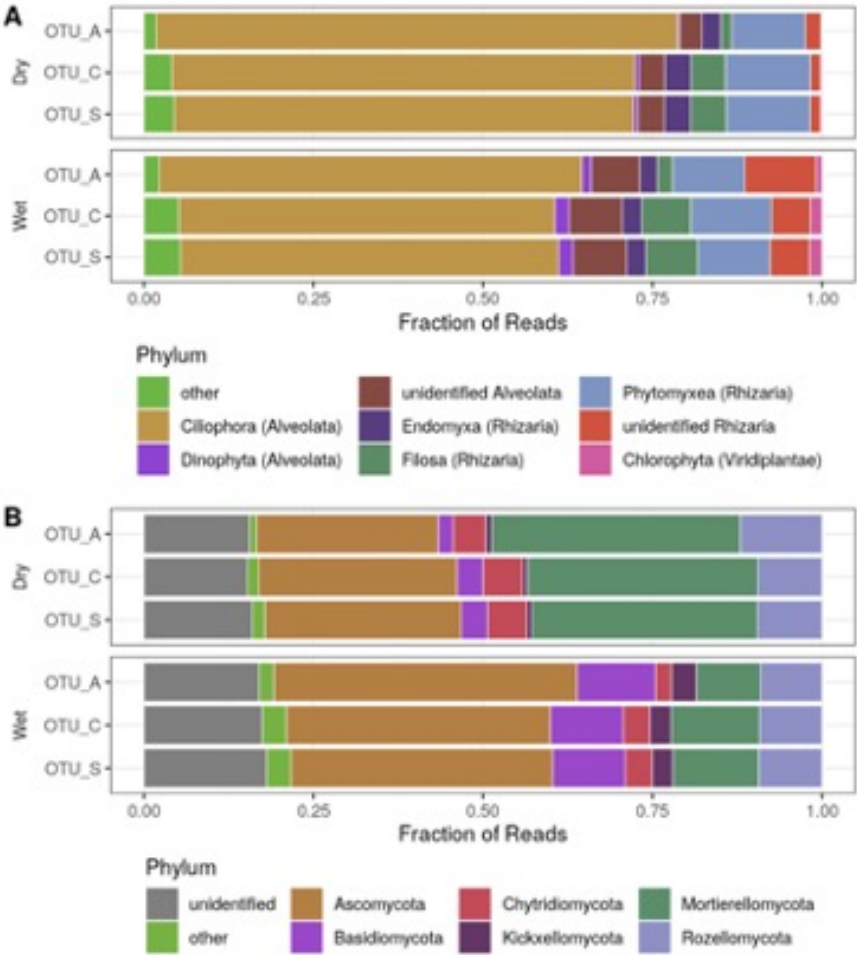 A
Dry
OTU_A
OTU_C
OTU_S
Wet
OTU_A
OTU_C
OTU_S
0.00 0.25 0.50 0.75 1.00
Fraction of Reads
Phylum
other unidentified Alveolata Phytomyxea (Rhizaria)
Ciliophora (Alveolata) Endomyxa (Rhizaria) unidentified Rhizaria
Dinophyta (Alveolata) Filosa (Rhizaria) Chlorophyta (Viridiplantae)
B
Dry
OTU_A
OTU_C
OTU_S
Wet
OTU_A
OTU_C
OTU_S
0.00 0.25 0.50 0.75 1.00
Fraction of Reads
Phylum
unidentified Ascomycota Chytridiomycota Mortierellomycota
other Basidiomycota Kickxellomycota Rozellomycota